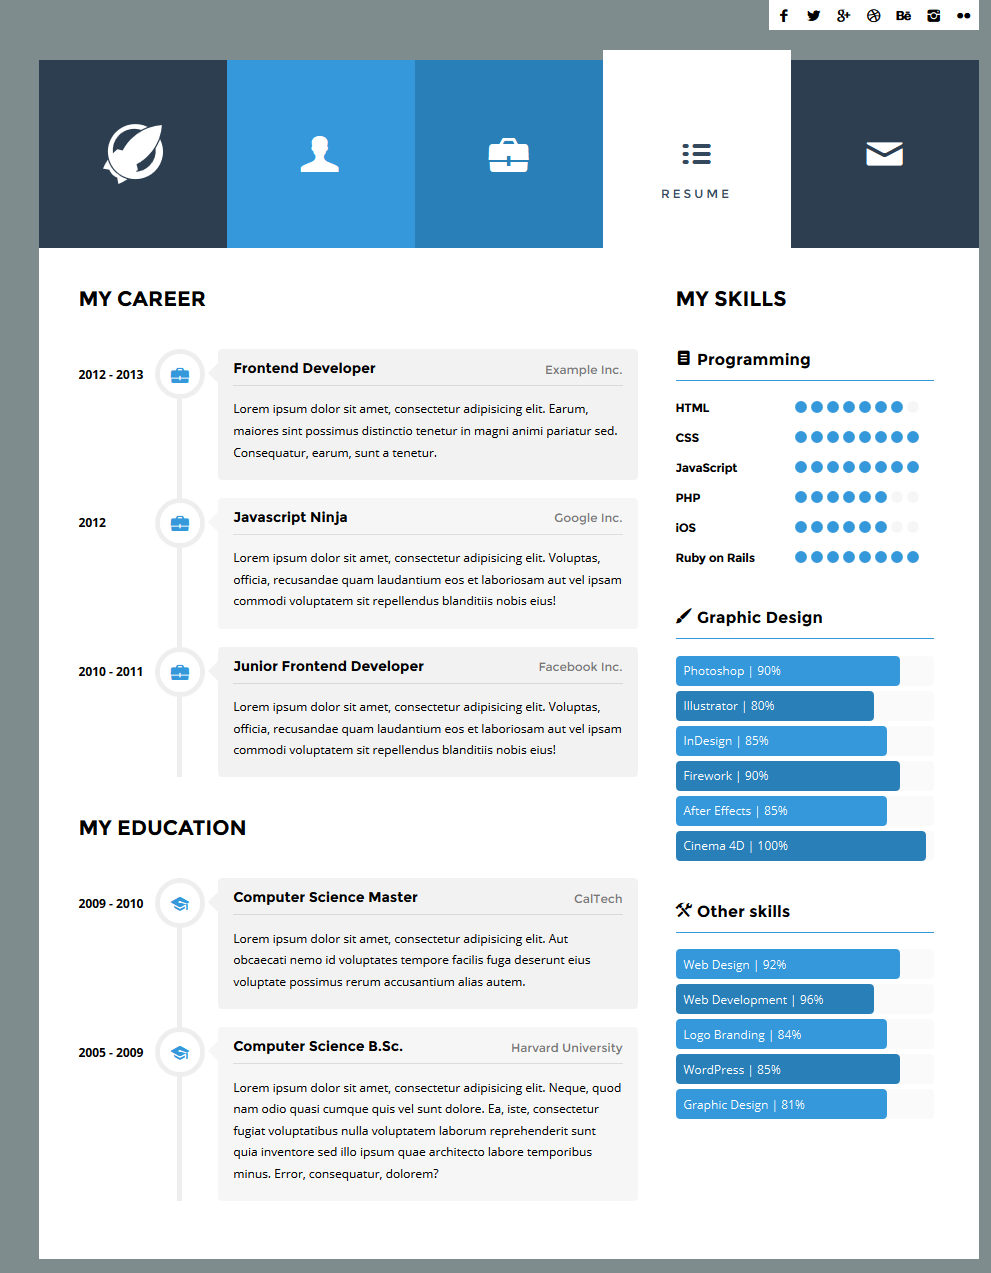 RESUME
MY CAREER
2012 - 2013
Frontend Developer
Example Inc.
Lorem ipsum dolor sit amet, consectetur adipisicing elit. Earum,
maiores sint possimus distinctio tenetur in magni animi pariatur sed.
Consequatur, earum, sunt a tenetur.
2012
Javascript Ninja
Google Inc.
Lorem ipsum dolor sit amet, consectetur adipisicing elit. Voluptas,
officia, recusandae quam laudantium eos et laboriosam aut vel ipsam
commodi voluptatem sit repellendus blanditiis nobis eius!
2010 - 2011
Junior Frontend Developer
Facebook Inc.
Lorem ipsum dolor sit amet, consectetur adipisicing elit. Voluptas,
officia, recusandae quam laudantium eos et laboriosam aut vel ipsam
commodi voluptatem sit repellendus blanditiis nobis eius!
MY EDUCATION
2009 - 2010
Computer Science Master
CalTech
Lorem ipsum dolor sit amet, consectetur adipisicing elit. Aut
obcaecati nemo id voluptates tempore facilis fuga deserunt eius
voluptate possimus rerum accusantium alias autem.
2005 - 2009
Computer Science B.Sc.
Harvard University
Lorem ipsum dolor sit amet, consectetur adipisicing elit. Neque, quod
nam odio quasi cumque quis vel sunt dolore. Ea, iste, consectetur
fugiat voluptatibus nulla voluptatem laborum reprehenderit sunt
quia inventore sed illo ipsum quae architecto labore temporibus
minus. Error, consequatur, dolorem?
MY SKILLS
Programming
HTML
CSS
JavaScript
PHP
iOS
Ruby on Rails
Graphic Design
Photoshop | 90%
Illustrator | 80%
InDesign | 85%
Firework | 90%
After Effects | 85%
Cinema 4D | 100%
Other skills
Web Design | 92%
Web Development | 96%
Logo Branding | 84%
WordPress | 85%
Graphic Design | 81%